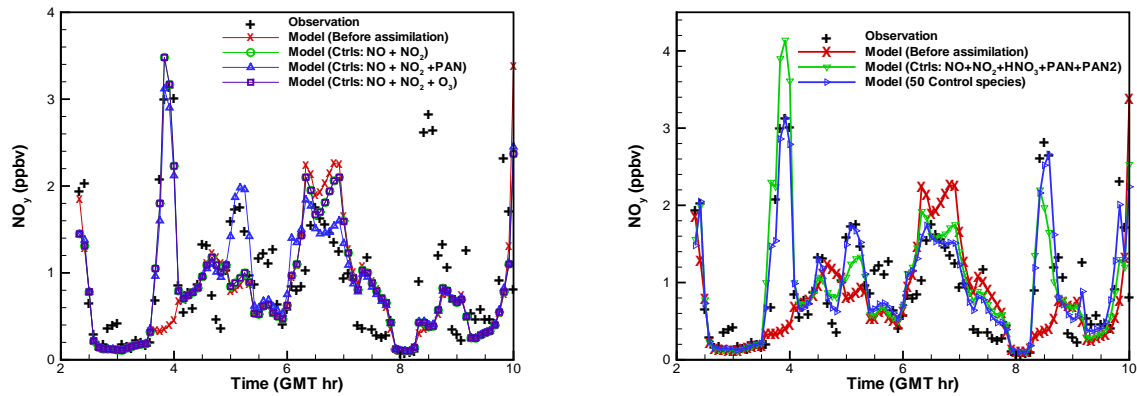 Observation
Model (Before assimilation)
Model (Ctrls: NO + NO₂)
Model (Ctrls: NO + NO₂ +PAN)
Model (Ctrls: NO + NO₂ + O₃)
4
3
2
1
0
NOy (ppbv)
2 4 6 8 10
Time (GMT hr)
Observation
Model (Before assimilation)
Model (Ctrls: NO+NO₂+HNO₃+PAN+PAN2)
Model (50 Control species)
4
3
2
1
0
NOy (ppbv)
2 4 6 8 10
Time (GMT hr)